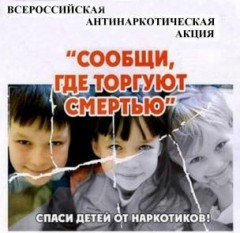 ВСЕРОССИЙСКАЯ
АНТИНАРКОТИЧЕСКАЯ
АКЦИЯ
"СООБЩИ,
ГДЕ ТОРГУЮТ
СМЕРТЬЮ"
СПАСИ ДЕТЕЙ ОТ НАРКОТИКОВ!